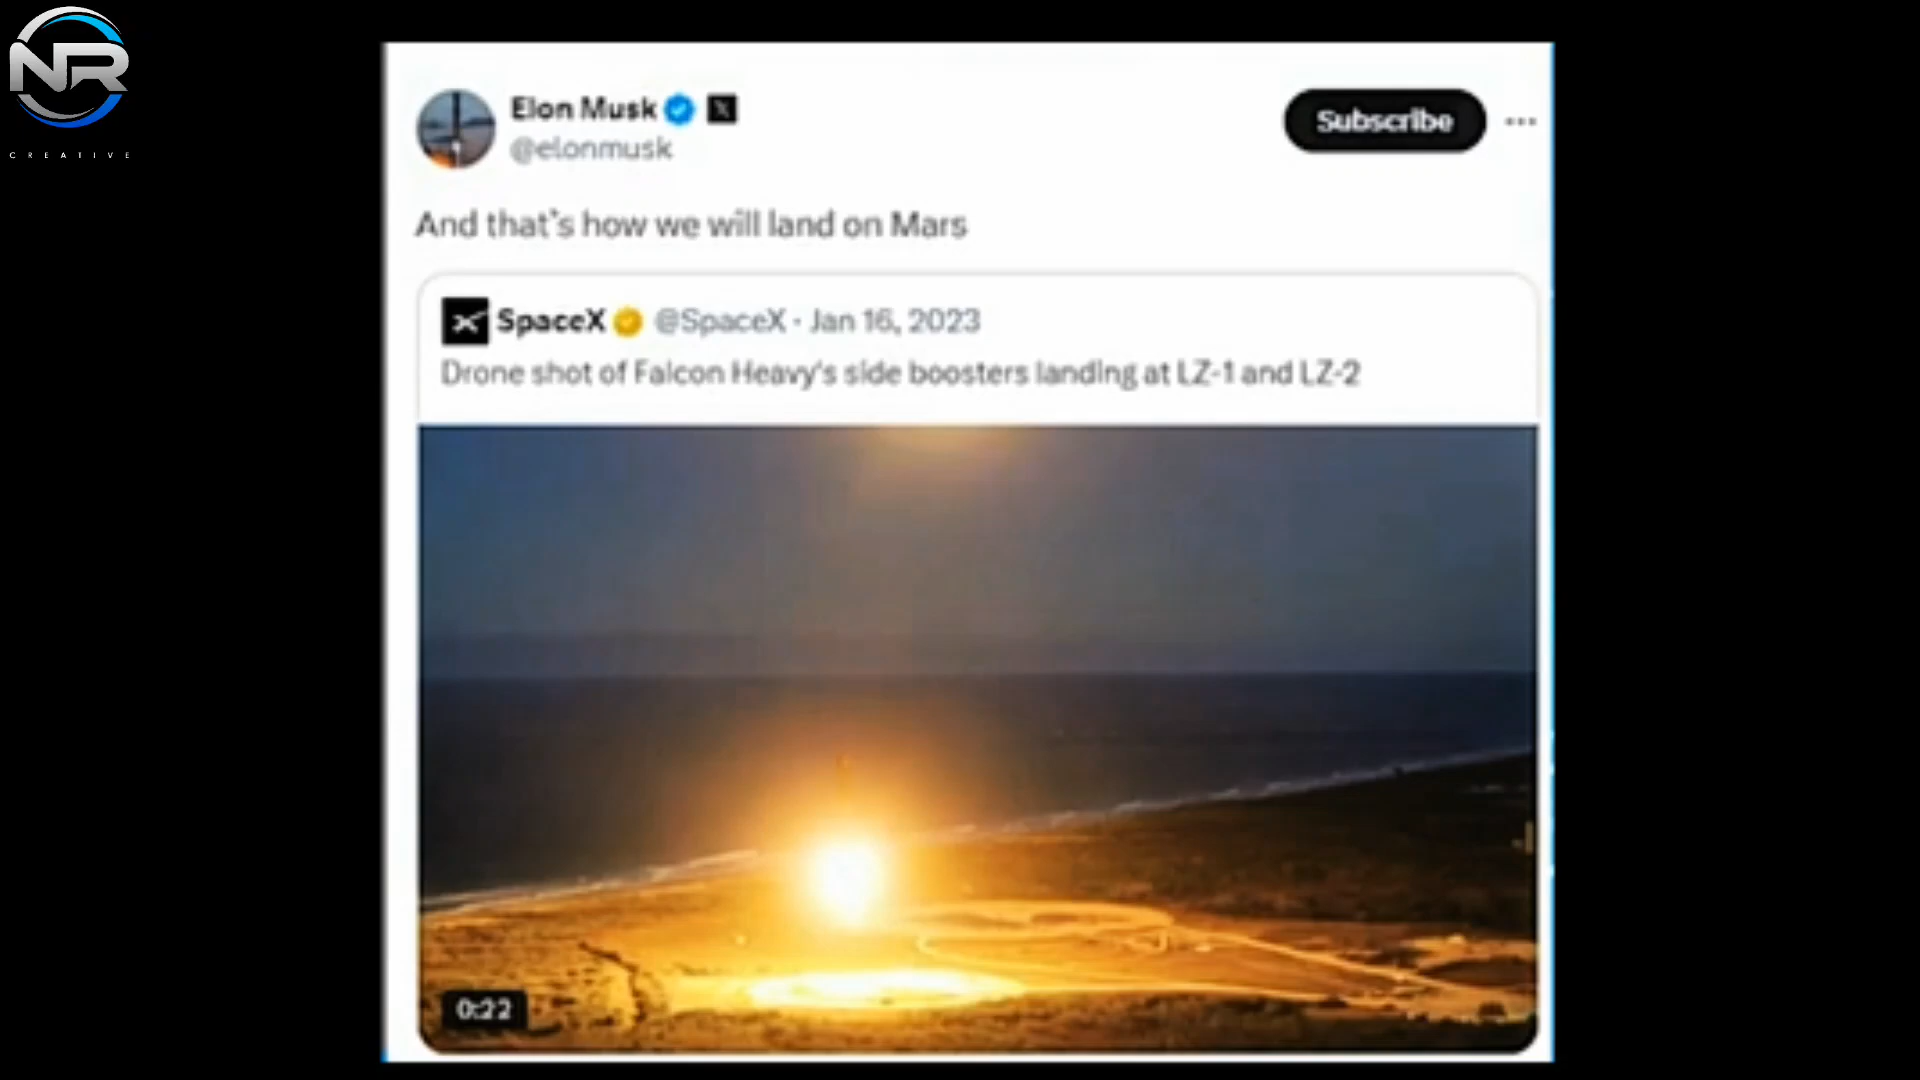 NR
CREATIVE
Elon Musk
@elonmusk
Subscribe
And that's how we will land on Mars
SpaceX @SpaceX · Jan 16, 2023
Drone shot of Falcon Heavy's side boosters landing at LZ-1 and LZ-2
0:22